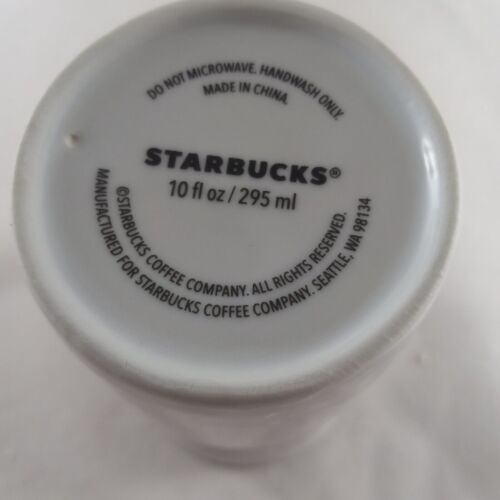 DO NOT MICROWAVE. HANDWASH ONLY.
MADE IN CHINA.
STARBUCKS®
10 fl oz / 295 ml
©STARBUCKS COFFEE COMPANY. ALL RIGHTS RESERVED.
MANUFACTURED FOR STARBUCKS COFFEE COMPANY. SEATTLE, WA 98134